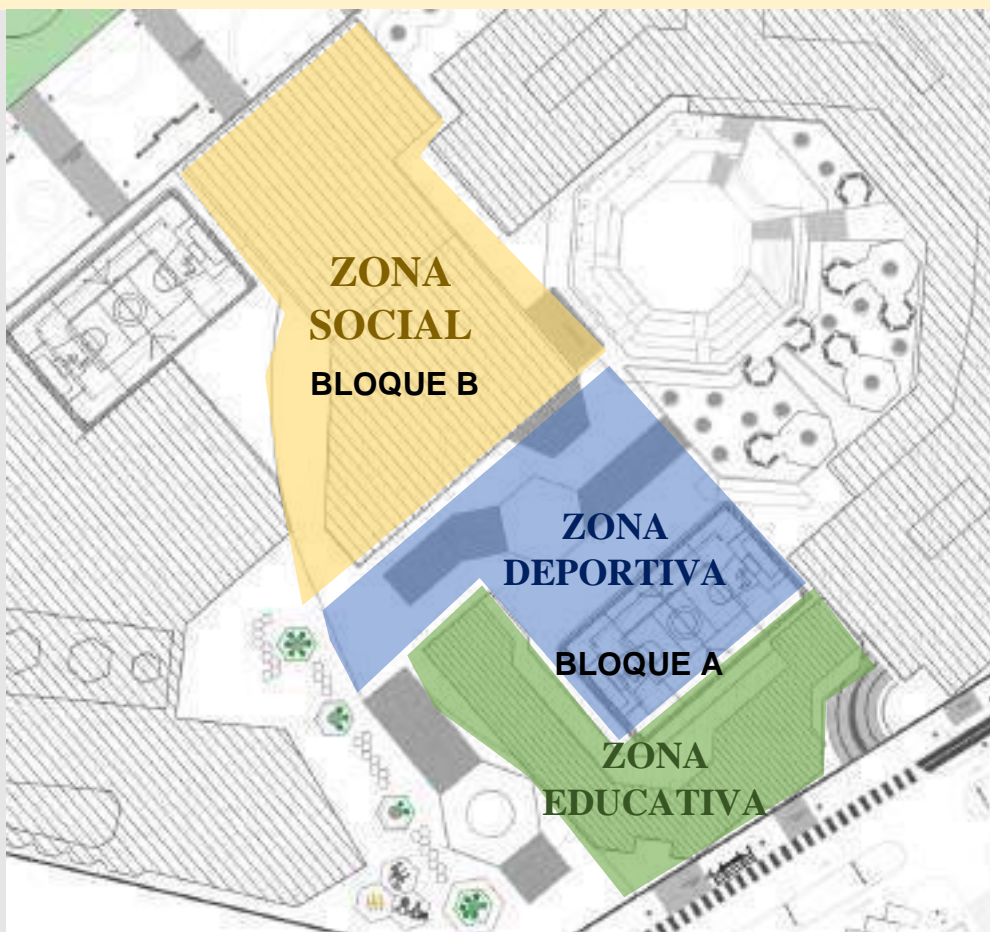 ZONA
SOCIAL
BLOQUE B
ZONA
DEPORTIVA
BLOQUE A
ZONA
EDUCATIVA